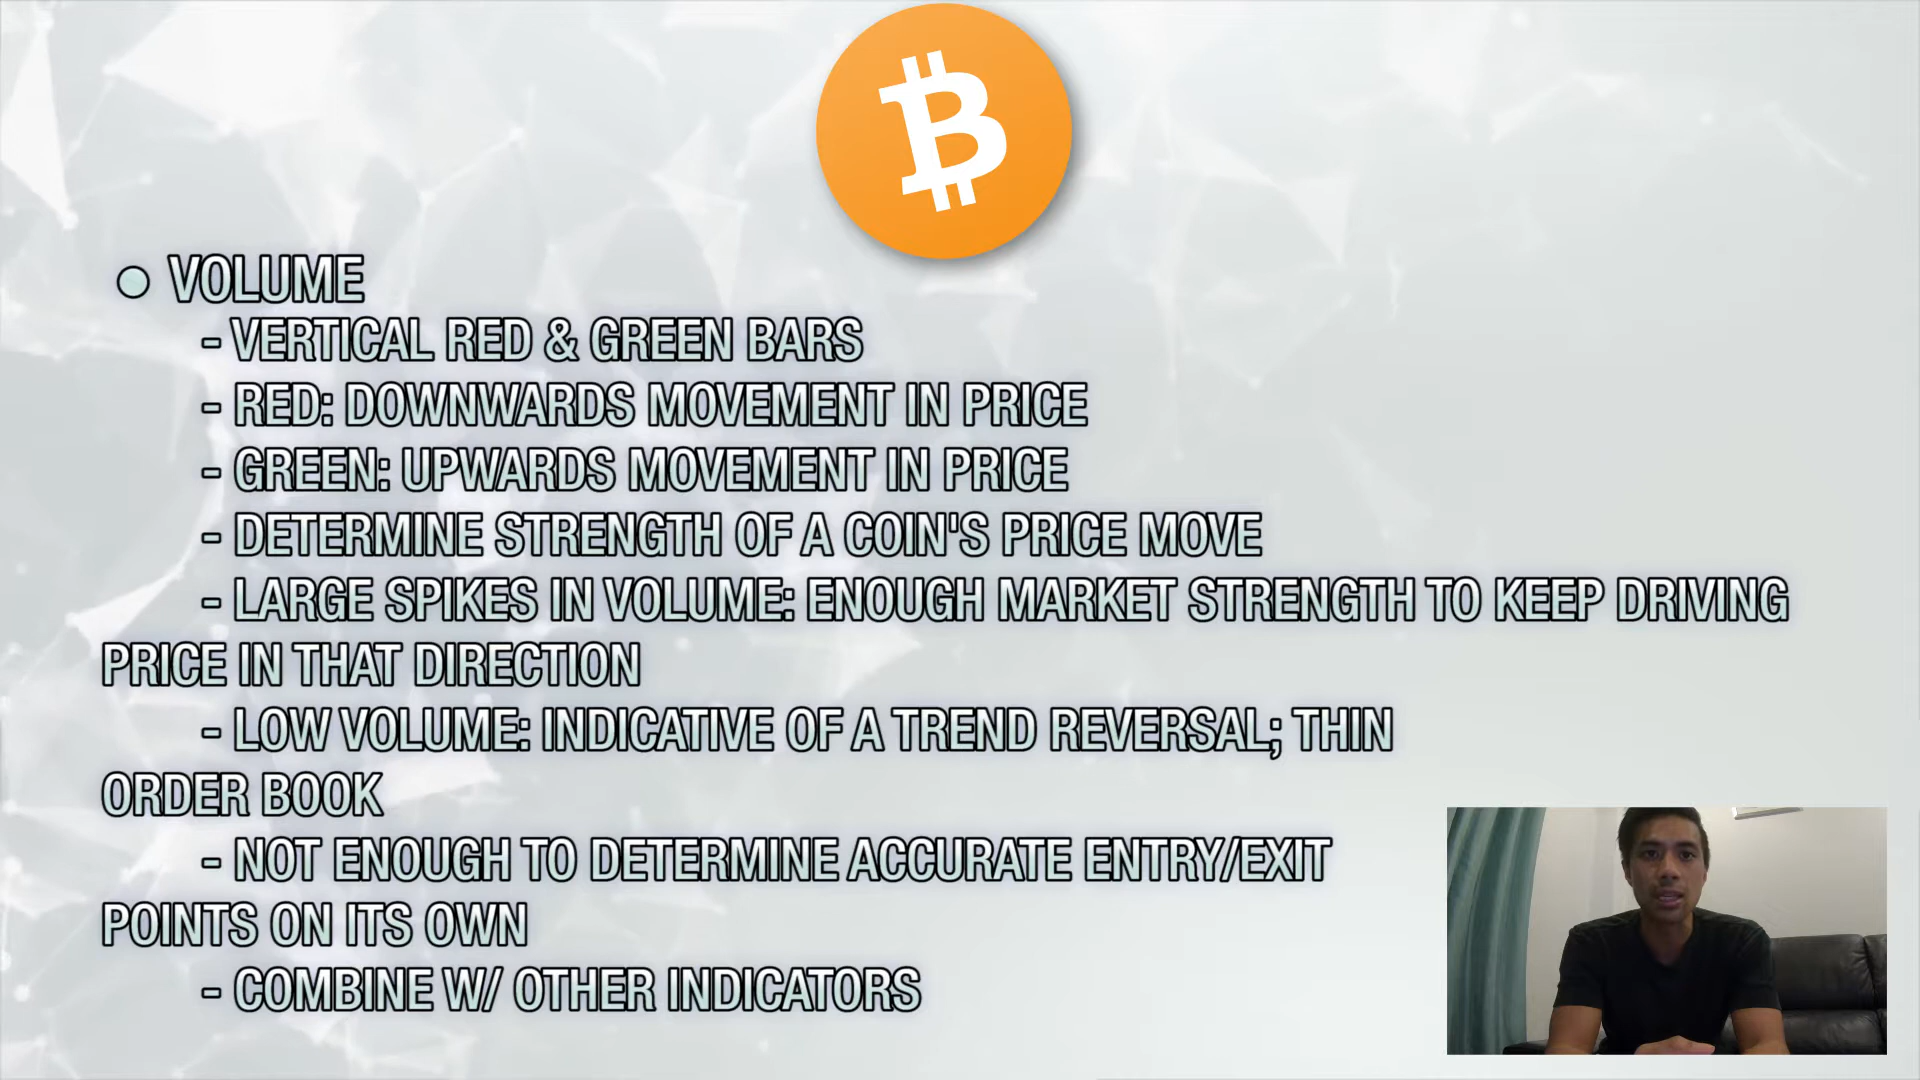 ● VOLUME
- VERTICAL RED & GREEN BARS
- RED: DOWNWARDS MOVEMENT IN PRICE
- GREEN: UPWARDS MOVEMENT IN PRICE
- DETERMINE STRENGTH OF A COIN'S PRICE MOVE
- LARGE SPIKES IN VOLUME: ENOUGH MARKET STRENGTH TO KEEP DRIVING
PRICE IN THAT DIRECTION
- LOW VOLUME: INDICATIVE OF A TREND REVERSAL; THIN
ORDER BOOK
- NOT ENOUGH TO DETERMINE ACCURATE ENTRY/EXIT
POINTS ON ITS OWN
- COMBINE W/ OTHER INDICATORS